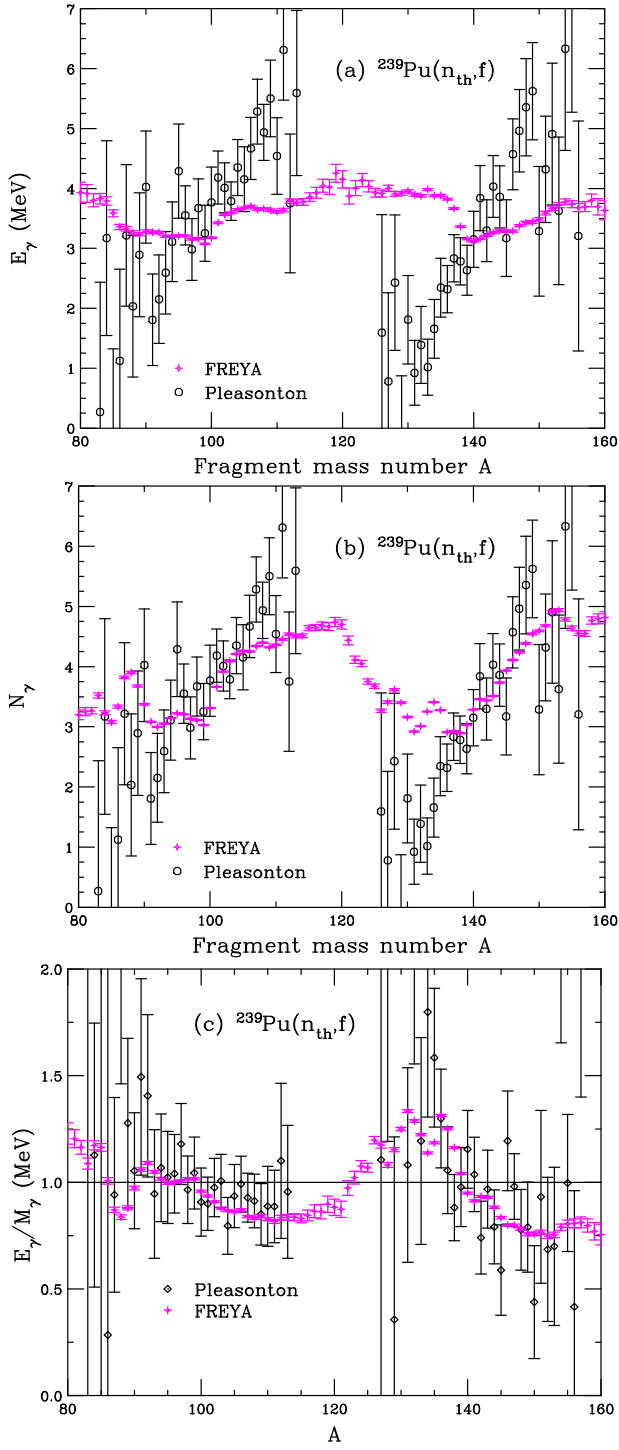 7
6
5
4
3
2
1
0
E_γ (MeV)
(a) ²³⁹Pu(n_th,f)
FREYA
Pleasonton
80 100 120 140 160
Fragment mass number A
7
6
5
4
3
2
1
0
N_γ
(b) ²³⁹Pu(n_th,f)
FREYA
Pleasonton
80 100 120 140 160
Fragment mass number A
2.0
1.5
1.0
0.5
0.0
E_γ/M_γ (MeV)
(c) ²³⁹Pu(n_th,f)
Pleasonton
FREYA
80 100 120 140 160
A